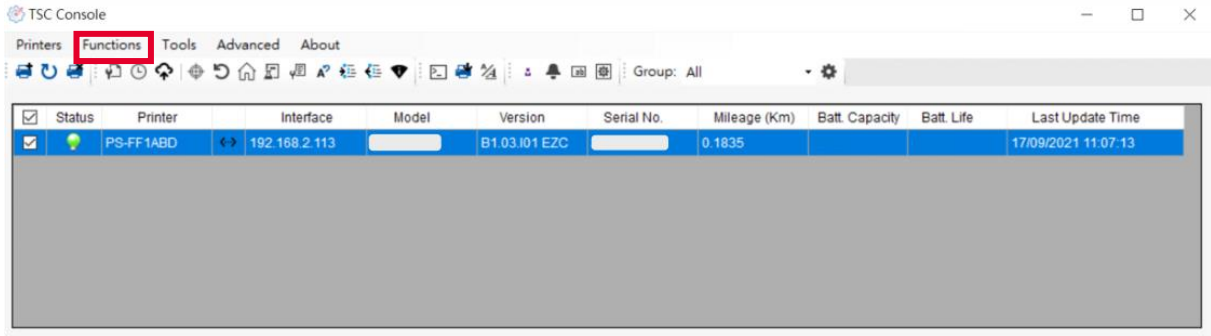 TSC Console
Printers Functions Tools Advanced About
Group: All
Status Printer Interface Model Version Serial No. Mileage (Km) Batt. Capacity Batt. Life Last Update Time
PS-FF1ABD 192.168.2.113 B1.03.I01 EZC 0.1835 17/09/2021 11:07:13